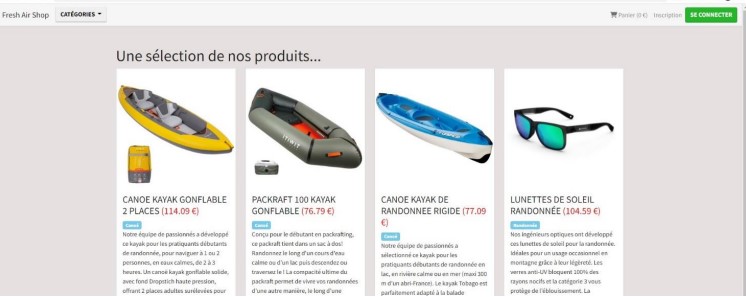 Fresh Air Shop
CATÉGORIES
Panier (0 €)
Inscription
SE CONNECTER
Une sélection de nos produits...
CANOE KAYAK GONFLABLE
2 PLACES (114.09 €)
Canoë
Notre équipe de passionnés a développé
ce kayak pour les pratiquants débutants
de randonnée, pour naviguer à 1 ou 2
personnes, en eaux calmes, de 2 à 3
heures. Un canoë kayak gonflable solide,
avec fond Dropstich haute pression,
offrant 2 places adultes surélevées pour
PACKRAFT 100 KAYAK
GONFLABLE (76.79 €)
Canoë
Conçu pour le débutant en packrafting,
ce packraft tient dans un sac à dos!
Randonnez le long d'un cours d'eau
calme ou d'un lac puis descendez ou
traversez le ! La compacité ultime du
packraft permet de vivre vos randonnées
d'une autre manière, le long d'une
CANOE KAYAK DE
RANDONNEE RIGIDE (77.09
€)
Canoë
Notre équipe de passionnés a
sélectionné ce kayak pour les
pratiquants débutants de randonnée en
lac, en rivière calme ou en mer (maxi 300
m d'un abri-France). Le kayak Tobago est
parfaitement adapté à la balade
LUNETTES DE SOLEIL
RANDONNÉE (104.59 €)
Randonnée
Nos ingénieurs optiques ont développé
ces lunettes de soleil pour la randonnée.
Idéales pour un usage occasionnel en
montagne grâce à leur légèreté. Les
verres anti-UV bloquent 100% des
rayons nocifs et la catégorie 3 vous
protège de l'éblouissement. La